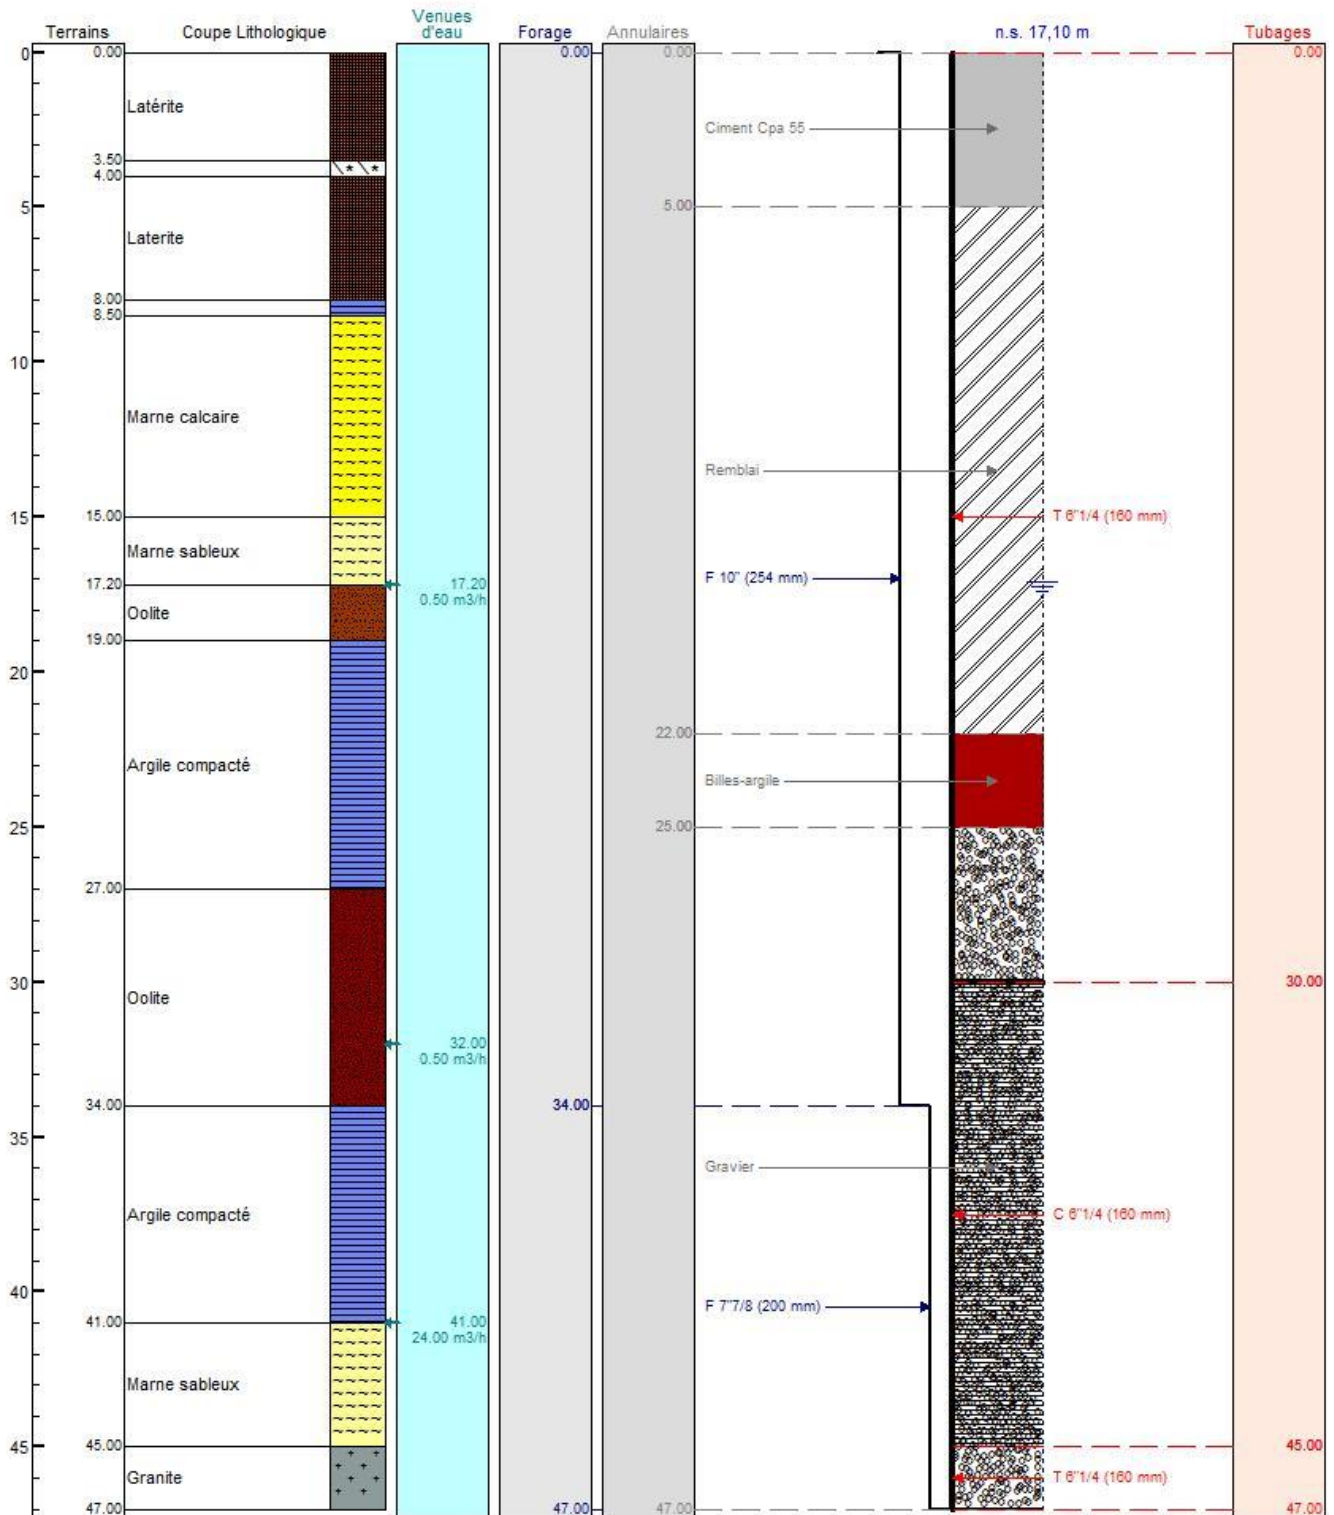 Terrains
Coupe Lithologique
Venues
d'eau
Forage
Annulaires
n.s. 17,10 m
Tubages
0
5
10
15
20
25
30
35
40
45
0.00
Latérite
3.50
4.00
Laterite
8.00
8.50
Marne calcaire
15.00
Marne sableux
17.20
Oolite
19.00
Argile compacté
27.00
Oolite
34.00
Argile compacté
41.00
Marne sableux
45.00
Granite
47.00
17.20
0.50 m3/h
32.00
0.50 m3/h
41.00
24.00 m3/h
0.00
34.00
47.00
0.00
5.00
22.00
25.00
47.00
Ciment Cpa 55
Remblai
F 10" (254 mm)
Billes-argile
Gravier
F 7"7/8 (200 mm)
T 6"1/4 (160 mm)
C 6"1/4 (160 mm)
T 6"1/4 (160 mm)
0.00
30.00
45.00
47.00